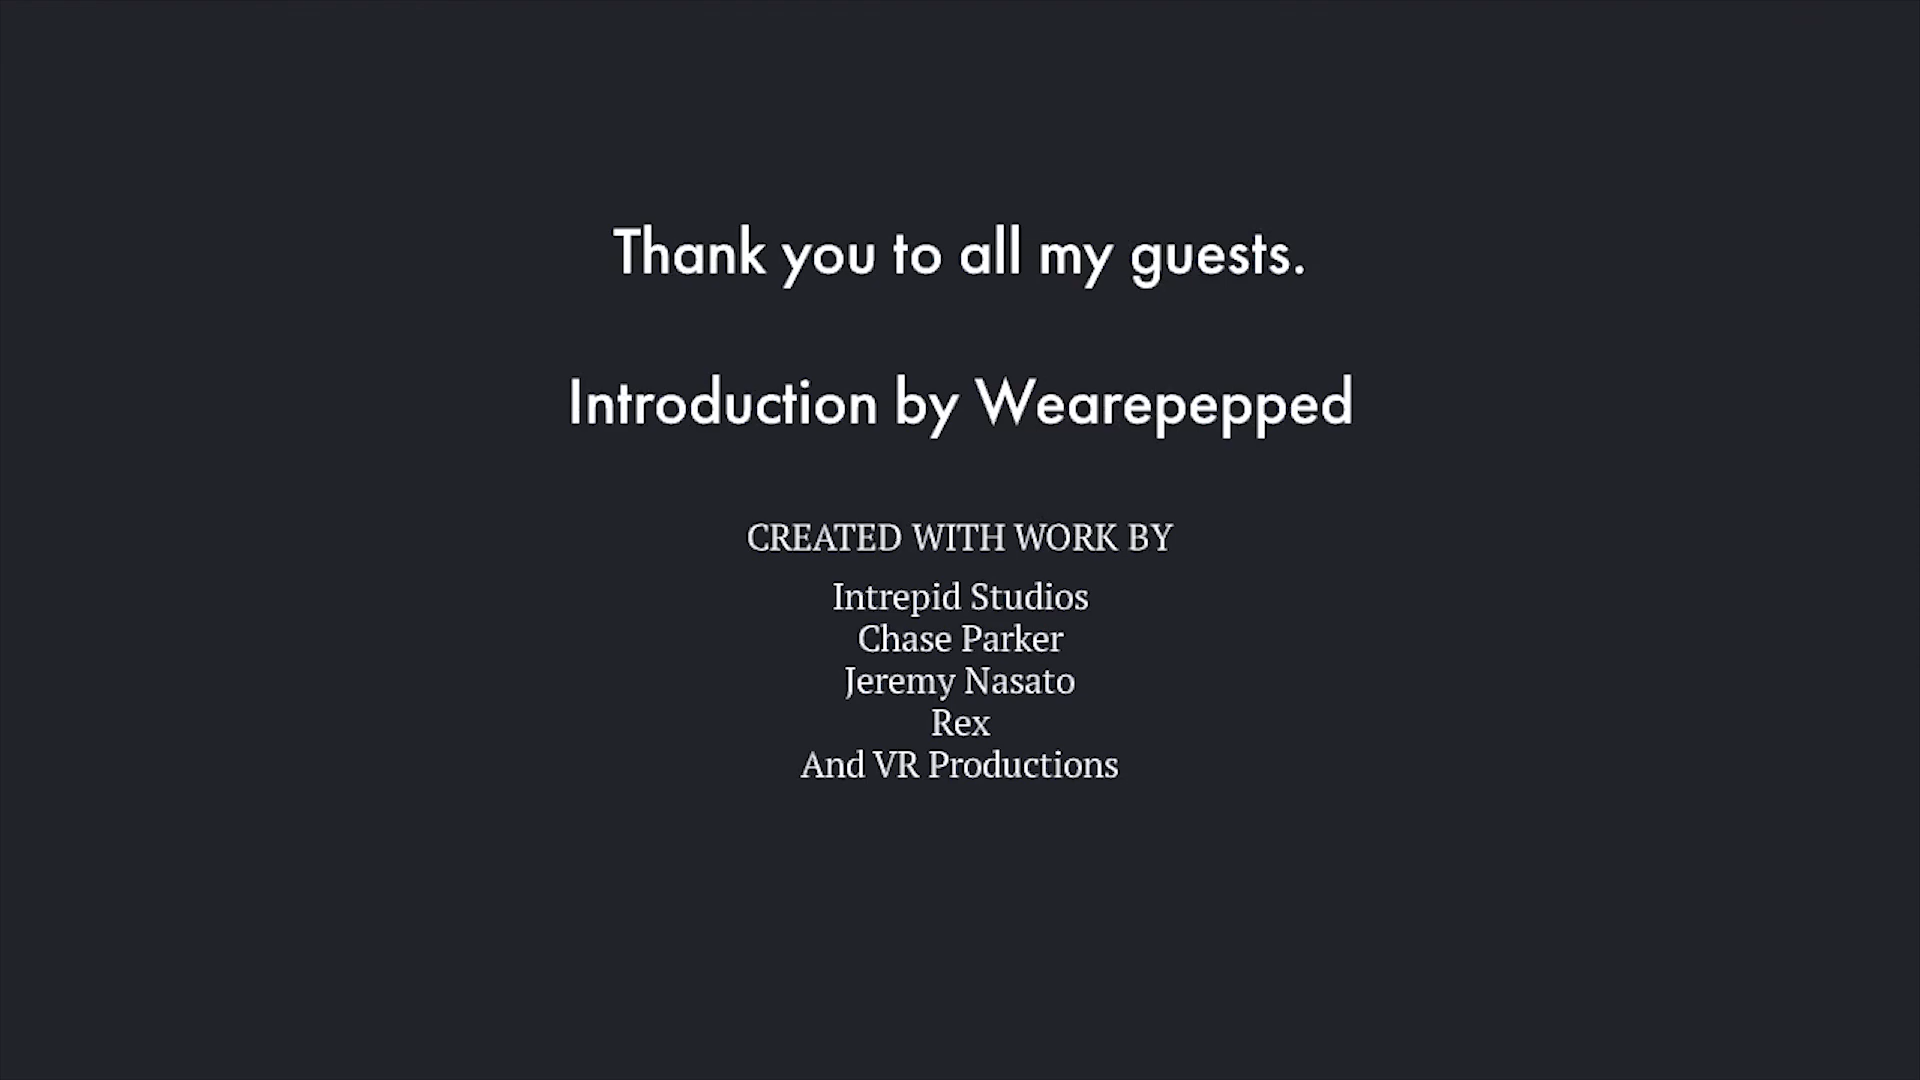 Thank you to all my guests.
Introduction by Wearepepped
CREATED WITH WORK BY
Intrepid Studios
Chase Parker
Jeremy Nasato
Rex
And VR Productions